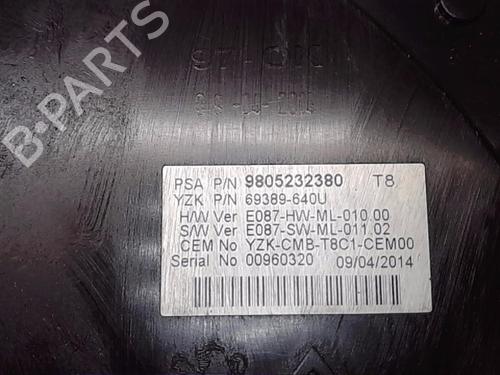 B-PARTS
PSA P/N 9805232380 T8
YZK P/N 69389-640U
H/W Ver E087-HW-ML-010.00
S/W Ver E087-SW-ML-011.02
CEM No YZK-CMB-T8C1-CEM00
Serial No 00960320 09/04/2014